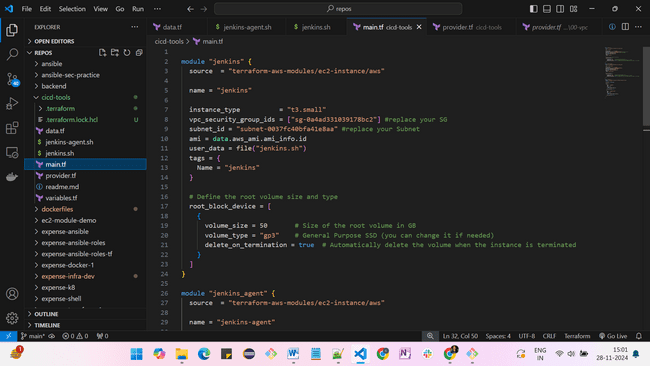 File Edit Selection View Go Run ···
repos
EXPLORER
OPEN EDITORS
REPOS
ansible
ansible-sec-practice
backend
cicd-tools
.terraform
.terraform.lock.hcl U
data.tf
jenkins-agent.sh
jenkins.sh
main.tf
provider.tf
readme.md
variables.tf
dockerfiles
ec2-module-demo
expense-ansible
expense-ansible-roles
expense-ansible-roles-tf
expense-docker-1
expense-infra-dev
expense-k8
expense-shell
OUTLINE
TIMELINE
data.tf jenkins-agent.sh jenkins.sh main.tf cicd-tools provider.tf cicd-tools provider.tf ...\00-vpc
cicd-tools > main.tf
1
2 module "jenkins" {
3 source = "terraform-aws-modules/ec2-instance/aws"
4
5 name = "jenkins"
6
7 instance_type = "t3.small"
8 vpc_security_group_ids = ["sg-0a4ad331039178bc2"] #replace your SG
9 subnet_id = "subnet-0037fc40bfa41e8aa" #replace your Subnet
10 ami = data.aws_ami.ami_info.id
11 user_data = file("jenkins.sh")
12 tags = {
13 Name = "jenkins"
14 }
15
16 # Define the root volume size and type
17 root_block_device = [
18 {
19 volume_size = 50 # Size of the root volume in GB
20 volume_type = "gp3" # General Purpose SSD (you can change it if needed)
21 delete_on_termination = true # Automatically delete the volume when the instance is terminated
22 }
23 ]
24 }
25
26 module "jenkins_agent" {
27 source = "terraform-aws-modules/ec2-instance/aws"
28
29 name = "jenkins-agent"
main* 0 0 0 Ln 32, Col 50 Spaces: 4 UTF-8 CRLF Terraform Go Live
ENG
IN
15:01
28-11-2024